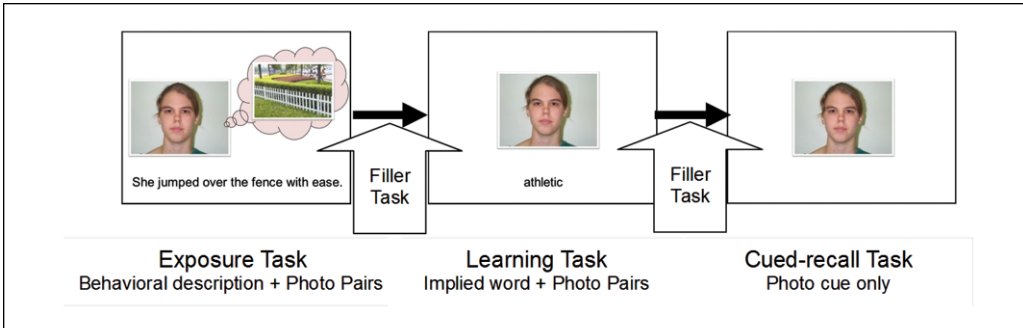 She jumped over the fence with ease.
Filler
Task
athletic
Filler
Task
Exposure Task
Behavioral description + Photo Pairs
Learning Task
Implied word + Photo Pairs
Cued-recall Task
Photo cue only